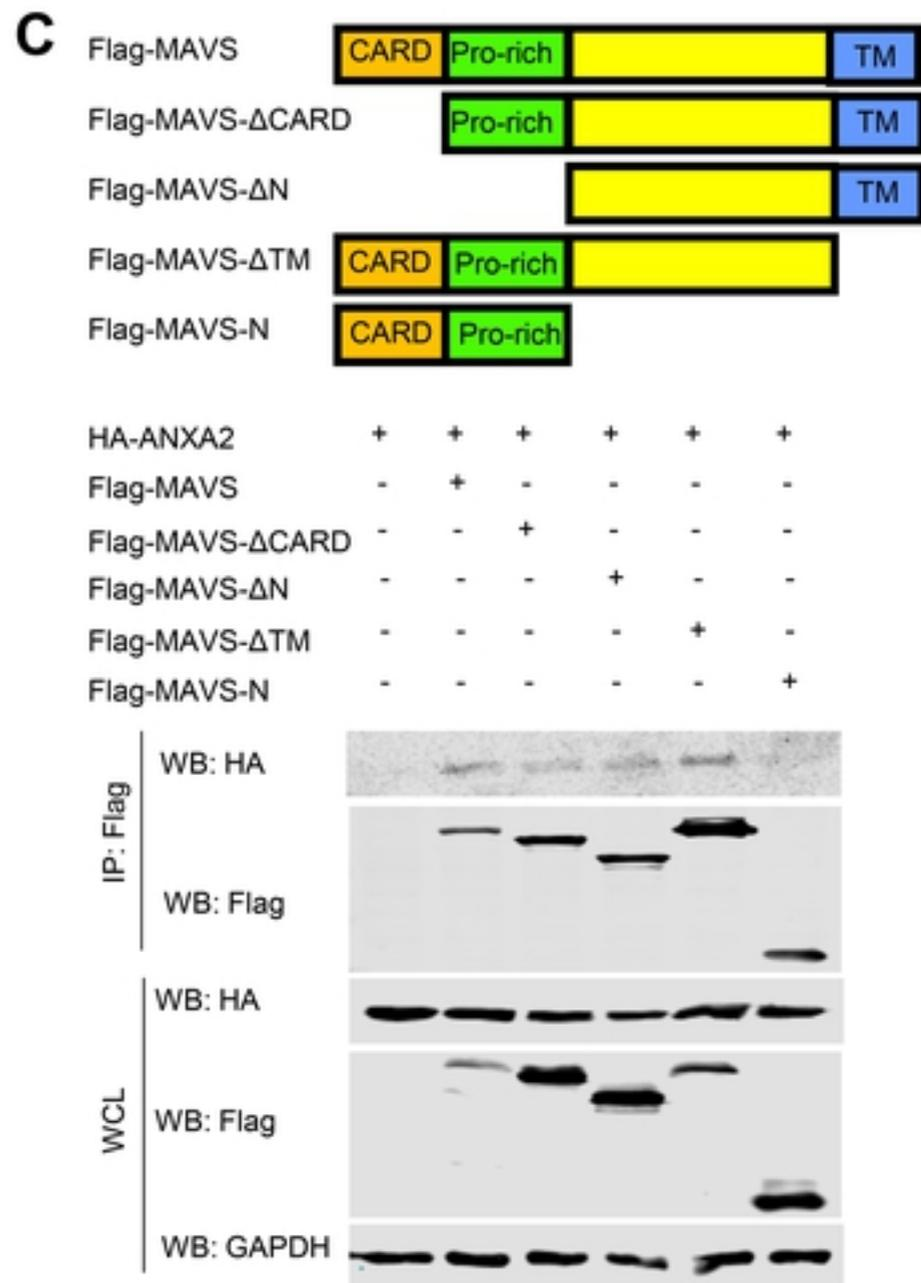 C
Flag-MAVS CARD Pro-rich TM
Flag-MAVS-ΔCARD Pro-rich TM
Flag-MAVS-ΔN TM
Flag-MAVS-ΔTM CARD Pro-rich
Flag-MAVS-N CARD Pro-rich
HA-ANXA2 + + + + + +
Flag-MAVS - + - - - -
Flag-MAVS-ΔCARD - - + - - -
Flag-MAVS-ΔN - - - + - -
Flag-MAVS-ΔTM - - - - + -
Flag-MAVS-N - - - - - +
IP: Flag
WB: HA
WB: Flag
WCL
WB: HA
WB: Flag
WB: GAPDH